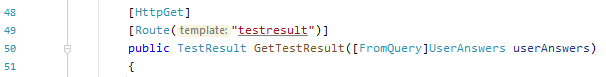 48 [HttpGet]
49 [Route(template:"testresult")]
50 public TestResult GetTestResult([FromQuery]UserAnswers userAnswers)
51 {